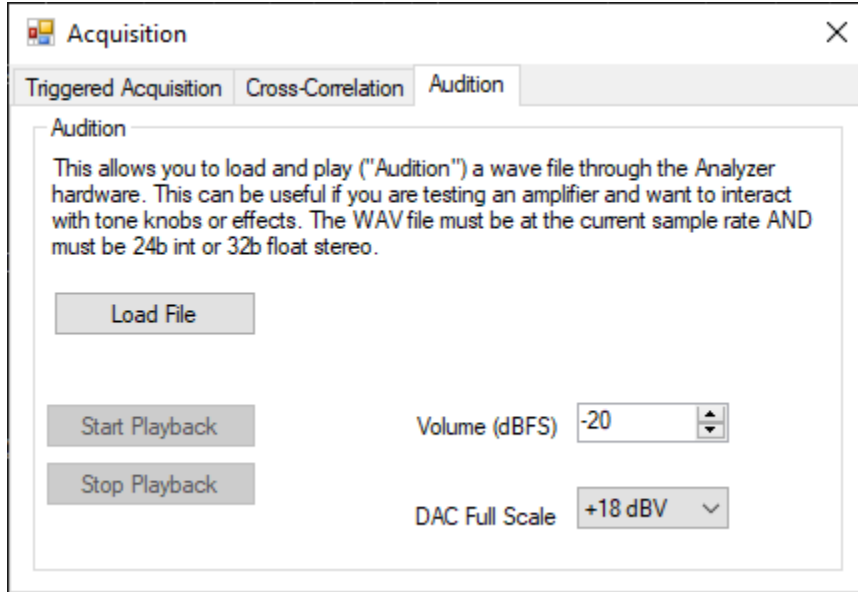 Acquisition
Triggered Acquisition Cross-Correlation Audition
Audition
This allows you to load and play ("Audition") a wave file through the Analyzer
hardware. This can be useful if you are testing an amplifier and want to interact
with tone knobs or effects. The WAV file must be at the current sample rate AND
must be 24b int or 32b float stereo.
Load File
Start Playback Volume (dBFS) -20
Stop Playback
DAC Full Scale +18 dBV